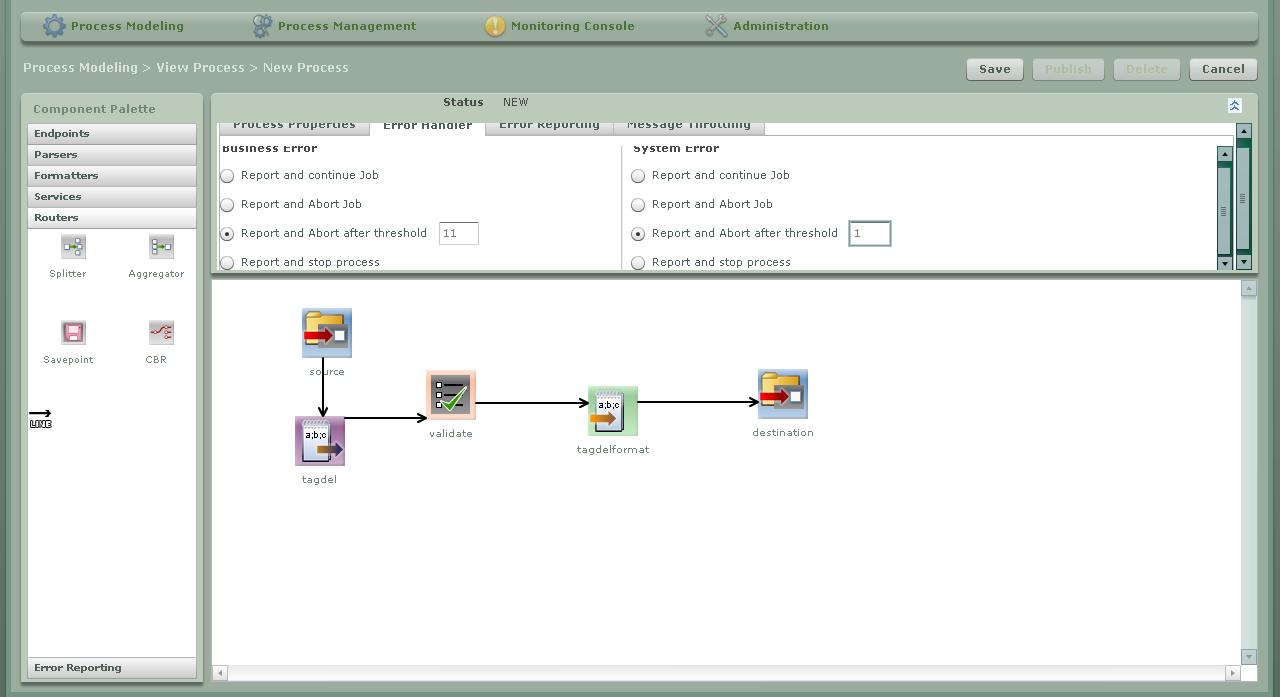 Process Modeling Process Management Monitoring Console Administration
Process Modeling > View Process > New Process Save Publish Delete Cancel
Component Palette
Endpoints
Parsers
Formatters
Services
Routers
Splitter Aggregator
Savepoint CBR
LINE
Error Reporting
Status NEW
Process Properties Error Handler Error Reporting Message Throttling
Business Error System Error
Report and continue Job Report and continue Job
Report and Abort Job Report and Abort Job
Report and Abort after threshold 11 Report and Abort after threshold 1
Report and stop process Report and stop process
source
a;b;c
tagdel
validate
a;b;c
tagdelformat
destination